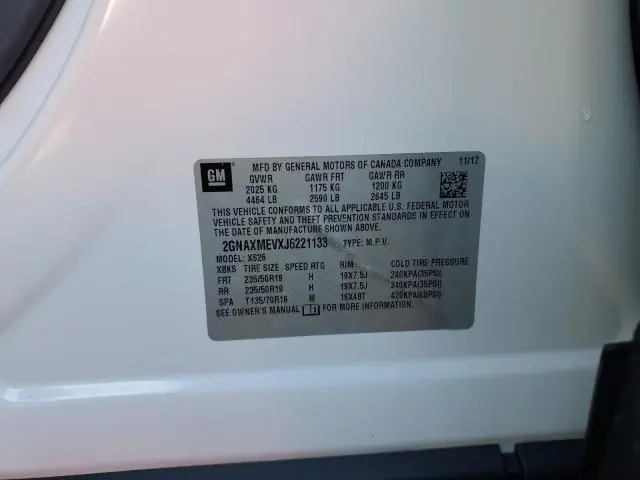 GM MFD BY GENERAL MOTORS OF CANADA COMPANY 11/17
GVWR GAWR FRT GAWR RR
2025 KG 1175 KG 1200 KG
4464 LB 2590 LB 2645 LB
THIS VEHICLE CONFORMS TO ALL APPLICABLE U.S. FEDERAL MOTOR
VEHICLE SAFETY AND THEFT PREVENTION STANDARDS IN EFFECT
ON THE DATE OF MANUFACTURE SHOWN ABOVE.
2GNAXMEVXJ6221133 TYPE: M.P.V.
MODEL: XS26
XBKS TIRE SIZE SPEED RTG RIM COLD TIRE PRESSURE
FRT 235/50R19 H 19X7.5J 240KPA(35PSI)
RR 235/50R19 H 19X7.5J 240KPA(35PSI)
SPA T135/70R16 M 16X4BT 420KPA(60PSI)
SEE OWNER'S MANUAL FOR MORE INFORMATION.